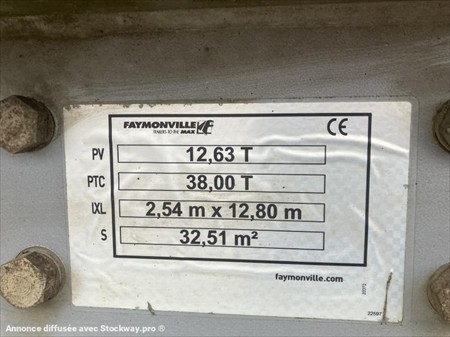 FAYMONVILLE
TRAILERS TO THE MAX
CE
PV 12,63 T
PTC 38,00 T
lXL 2,54 m x 12,80 m
S 32,51 m²
faymonville.com
22597
Annonce diffusée avec Stockway.pro ®